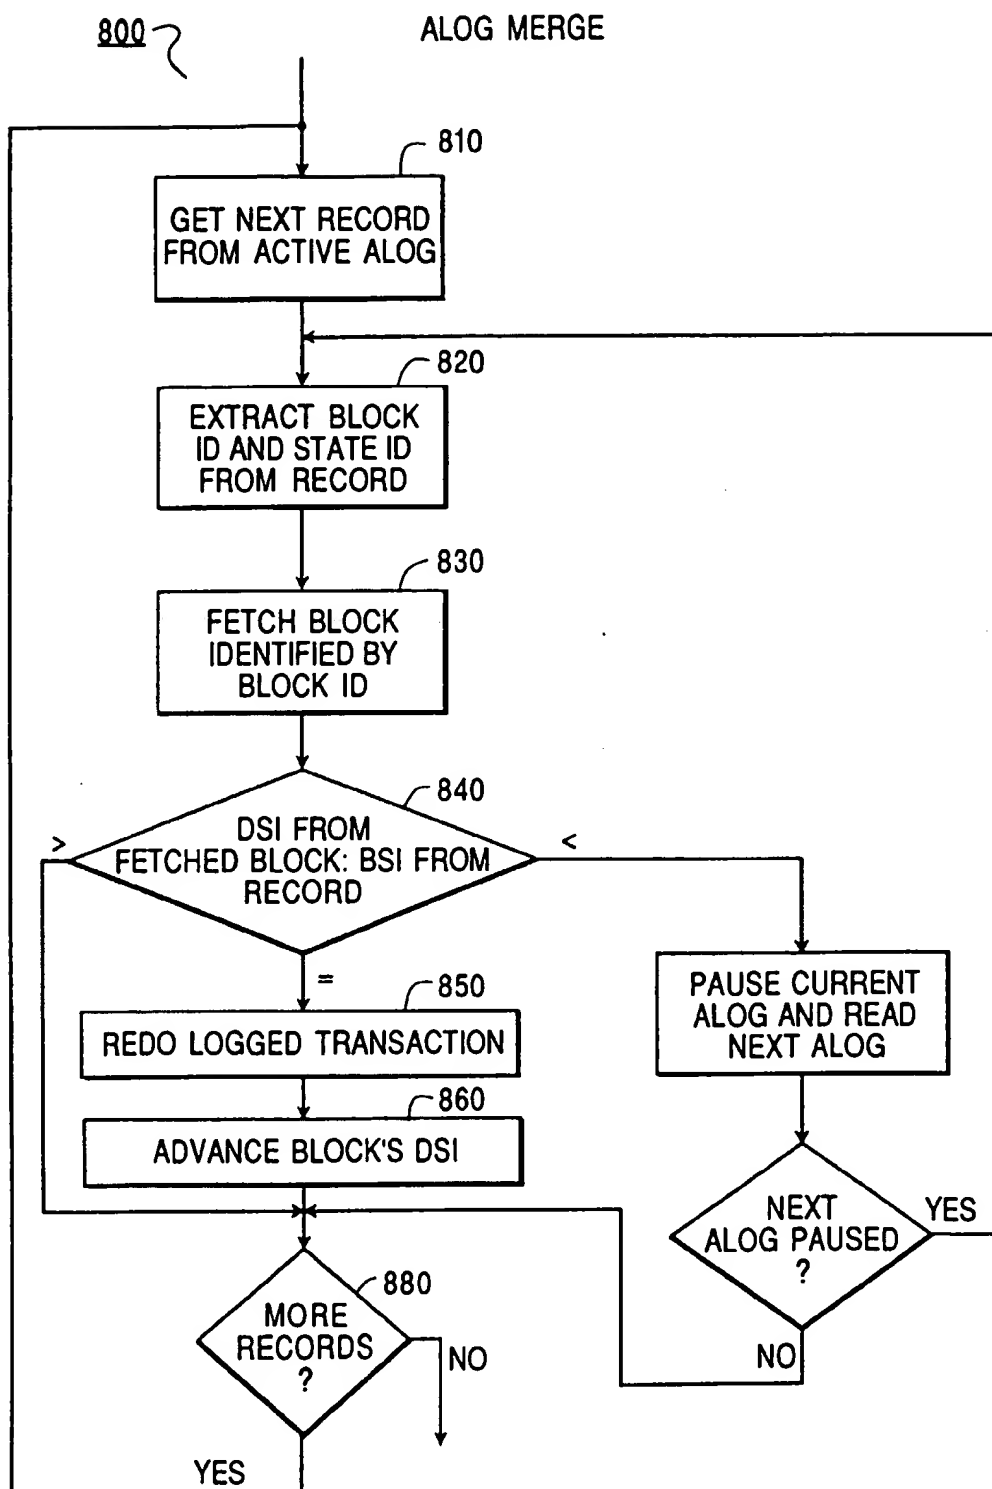 800
ALOG MERGE
810
GET NEXT RECORD
FROM ACTIVE ALOG
820
EXTRACT BLOCK
ID AND STATE ID
FROM RECORD
830
FETCH BLOCK
IDENTIFIED BY
BLOCK ID
840
>
<
DSI FROM
FETCHED BLOCK: BSI FROM
RECORD
=
850
REDO LOGGED TRANSACTION
PAUSE CURRENT
ALOG AND READ
NEXT ALOG
860
ADVANCE BLOCK'S DSI
NEXT
ALOG PAUSED
?
YES
NO
880
MORE
RECORDS
?
NO
YES